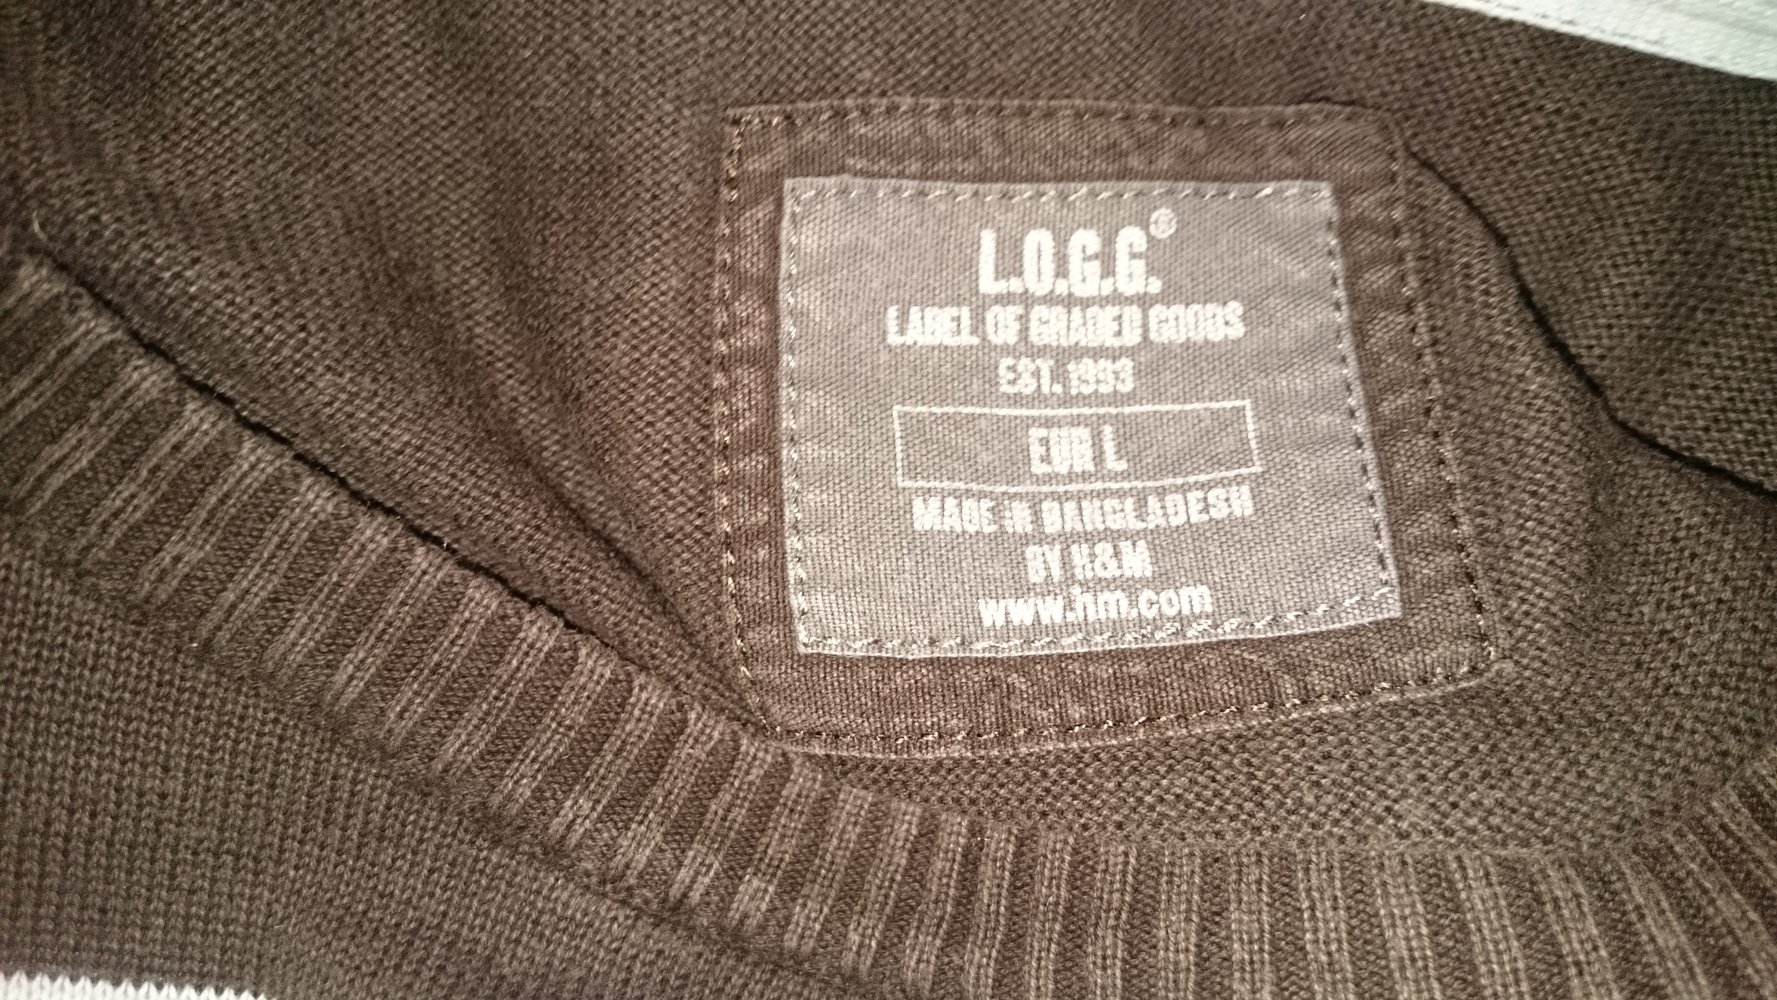 L.O.G.G.®
LABEL OF GRADED GOODS
EST. 1993
EUR L
MADE IN BANGLADESH
BY H&M
www.hm.com